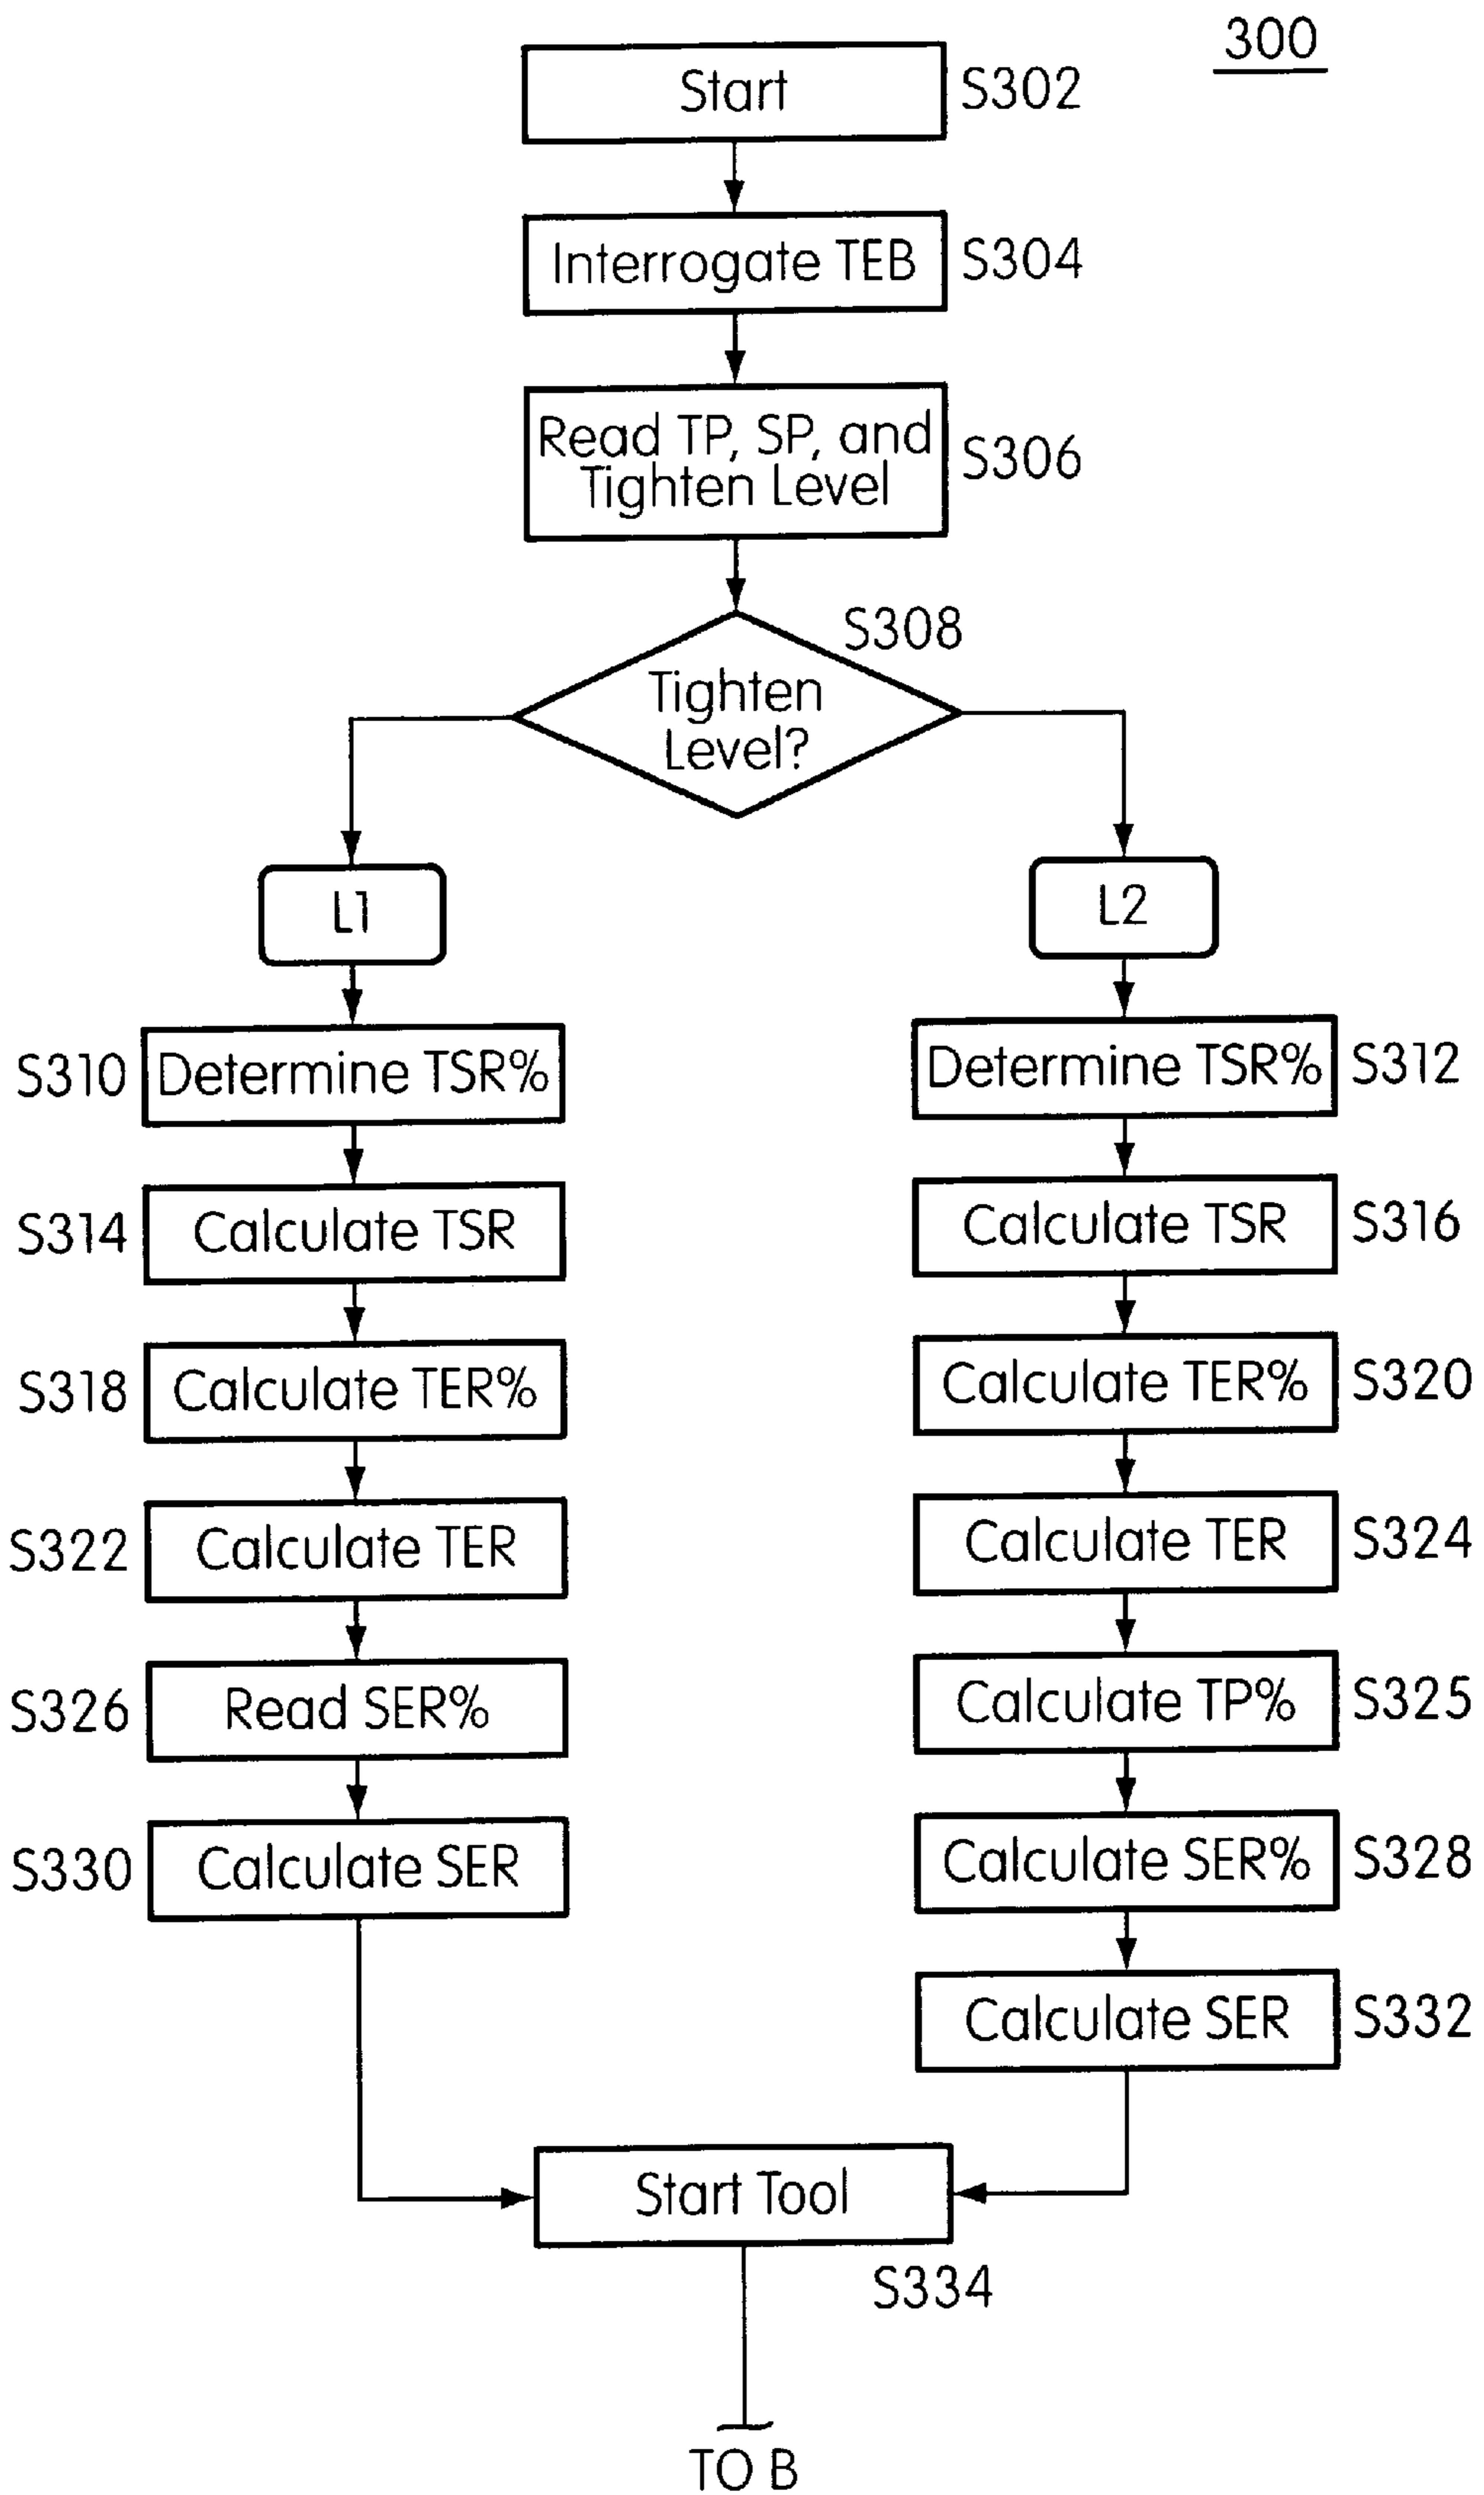 300
Start
S302
Interrogate TEB
S304
Read TP, SP, and
Tighten Level
S306
S308
Tighten
Level?
L1
L2
S310
Determine TSR%
Determine TSR%
S312
S314
Calculate TSR
Calculate TSR
S316
S318
Calculate TER%
Calculate TER%
S320
S322
Calculate TER
Calculate TER
S324
S326
Read SER%
Calculate TP%
S325
S330
Calculate SER
Calculate SER%
S328
Calculate SER
S332
Start Tool
S334
TO B